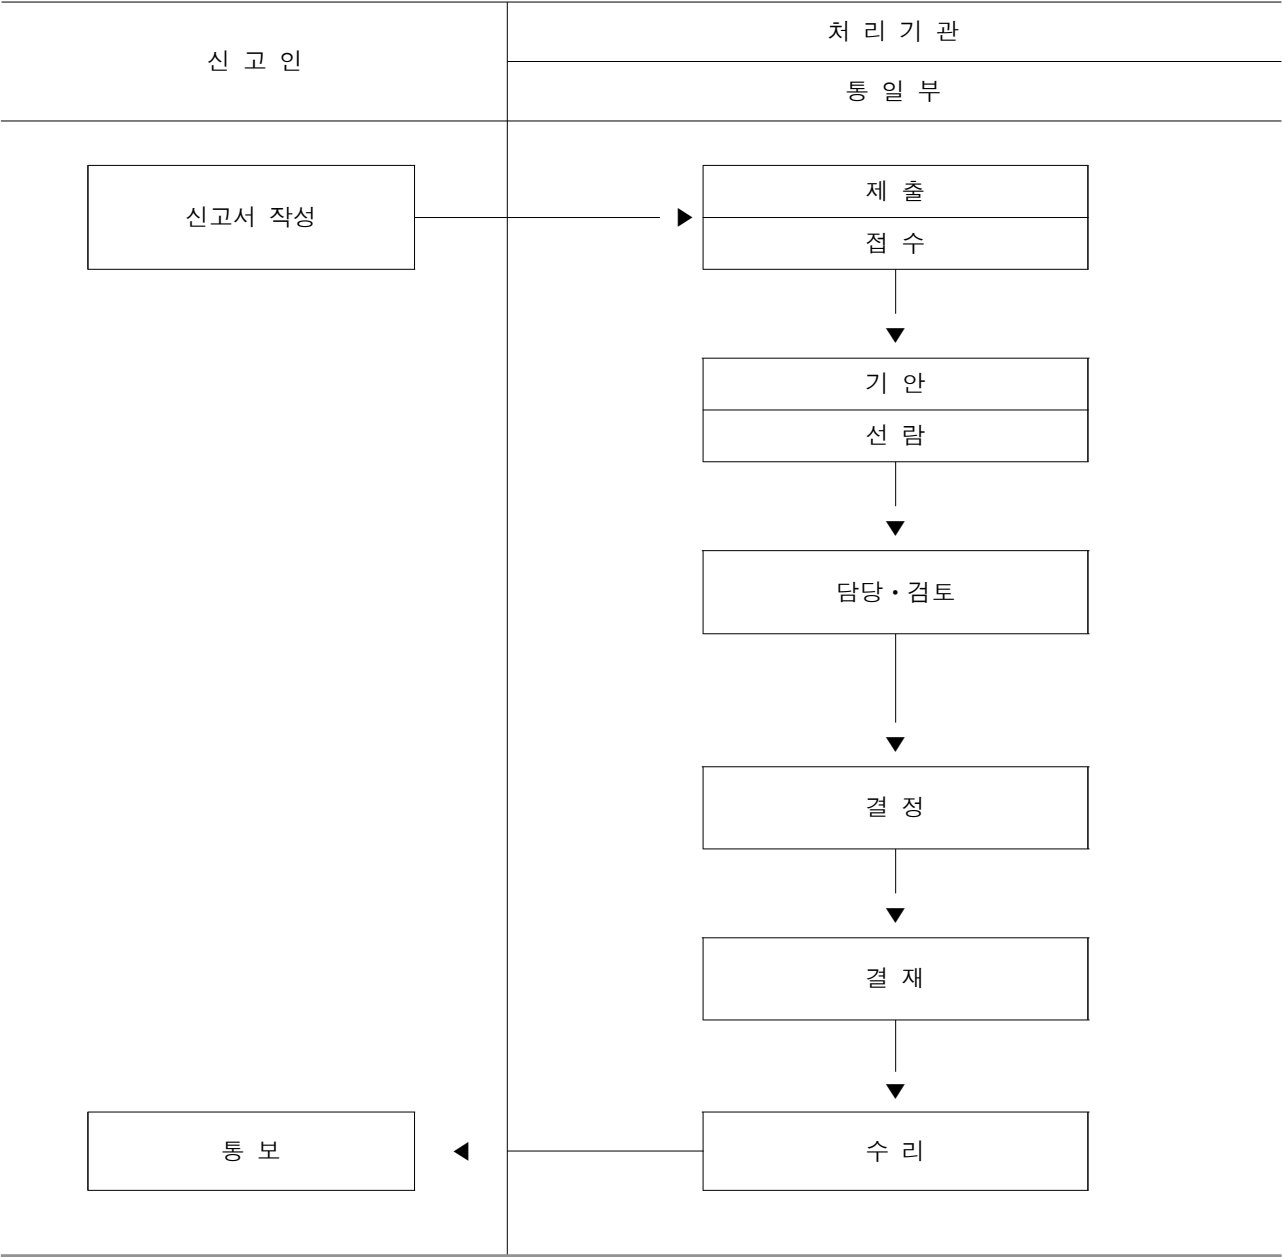 신 고 인
처 리 기 관
통 일 부
신고서 작성
제 출
접 수
기 안
선 람
담당·검토
결 정
결 재
통 보
수 리